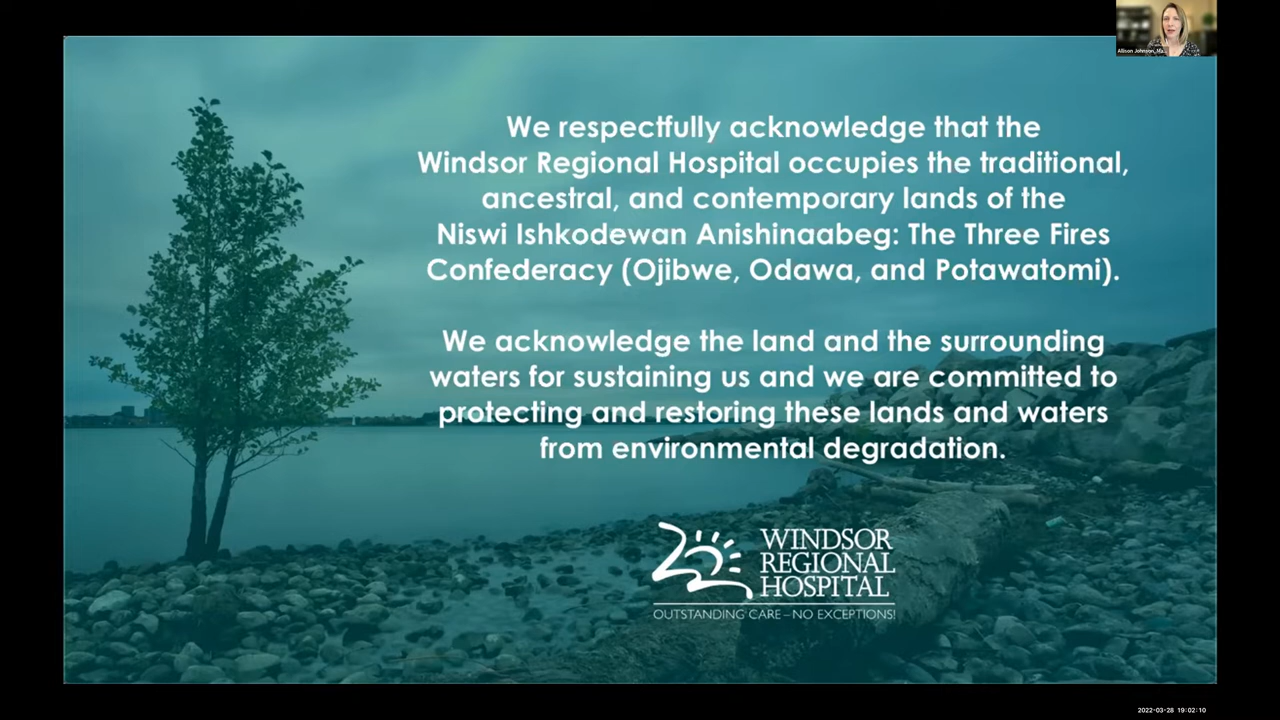 Allison Johnson, Ma...
We respectfully acknowledge that the
Windsor Regional Hospital occupies the traditional,
ancestral, and contemporary lands of the
Niswi Ishkodewan Anishinaabeg: The Three Fires
Confederacy (Ojibwe, Odawa, and Potawatomi).
We acknowledge the land and the surrounding
waters for sustaining us and we are committed to
protecting and restoring these lands and waters
from environmental degradation.
WINDSOR
REGIONAL
HOSPITAL
OUTSTANDING CARE – NO EXCEPTIONS!
2022-03-28 19:02:10